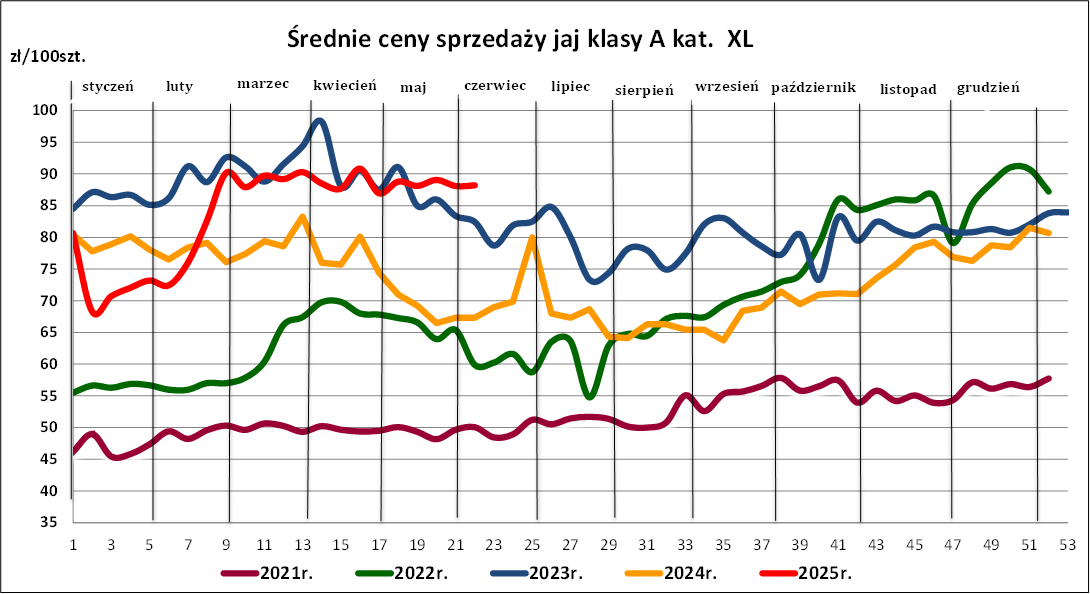 Średnie ceny sprzedaży jaj klasy A kat.  XL
zł/100szt.
styczeń luty marzec kwiecień maj czerwiec lipiec sierpień wrzesień październik listopad grudzień
100
95
90
85
80
75
70
65
60
55
50
45
40
35
1 3 5 7 9 11 13 15 17 19 21 23 25 27 29 31 33 35 37 39 41 43 45 47 49 51 53
2021r. 2022r. 2023r. 2024r. 2025r.